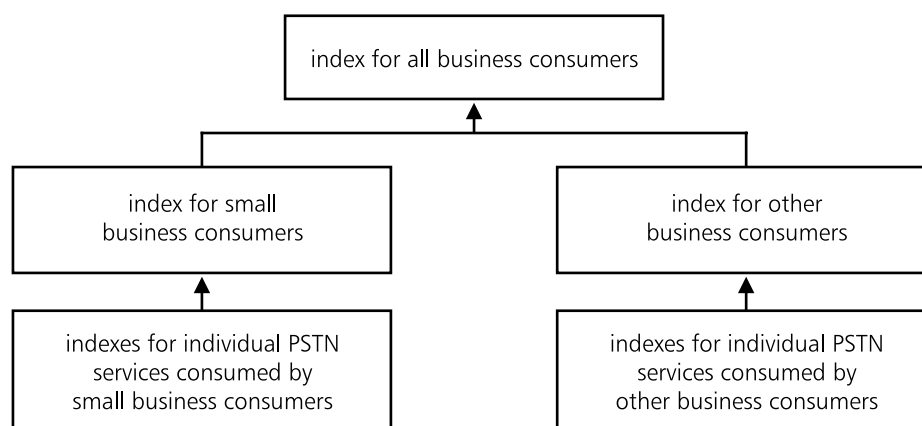 index for all business consumers
index for small
business consumers
index for other
business consumers
indexes for individual PSTN
services consumed by
small business consumers
indexes for individual PSTN
services consumed by
other business consumers